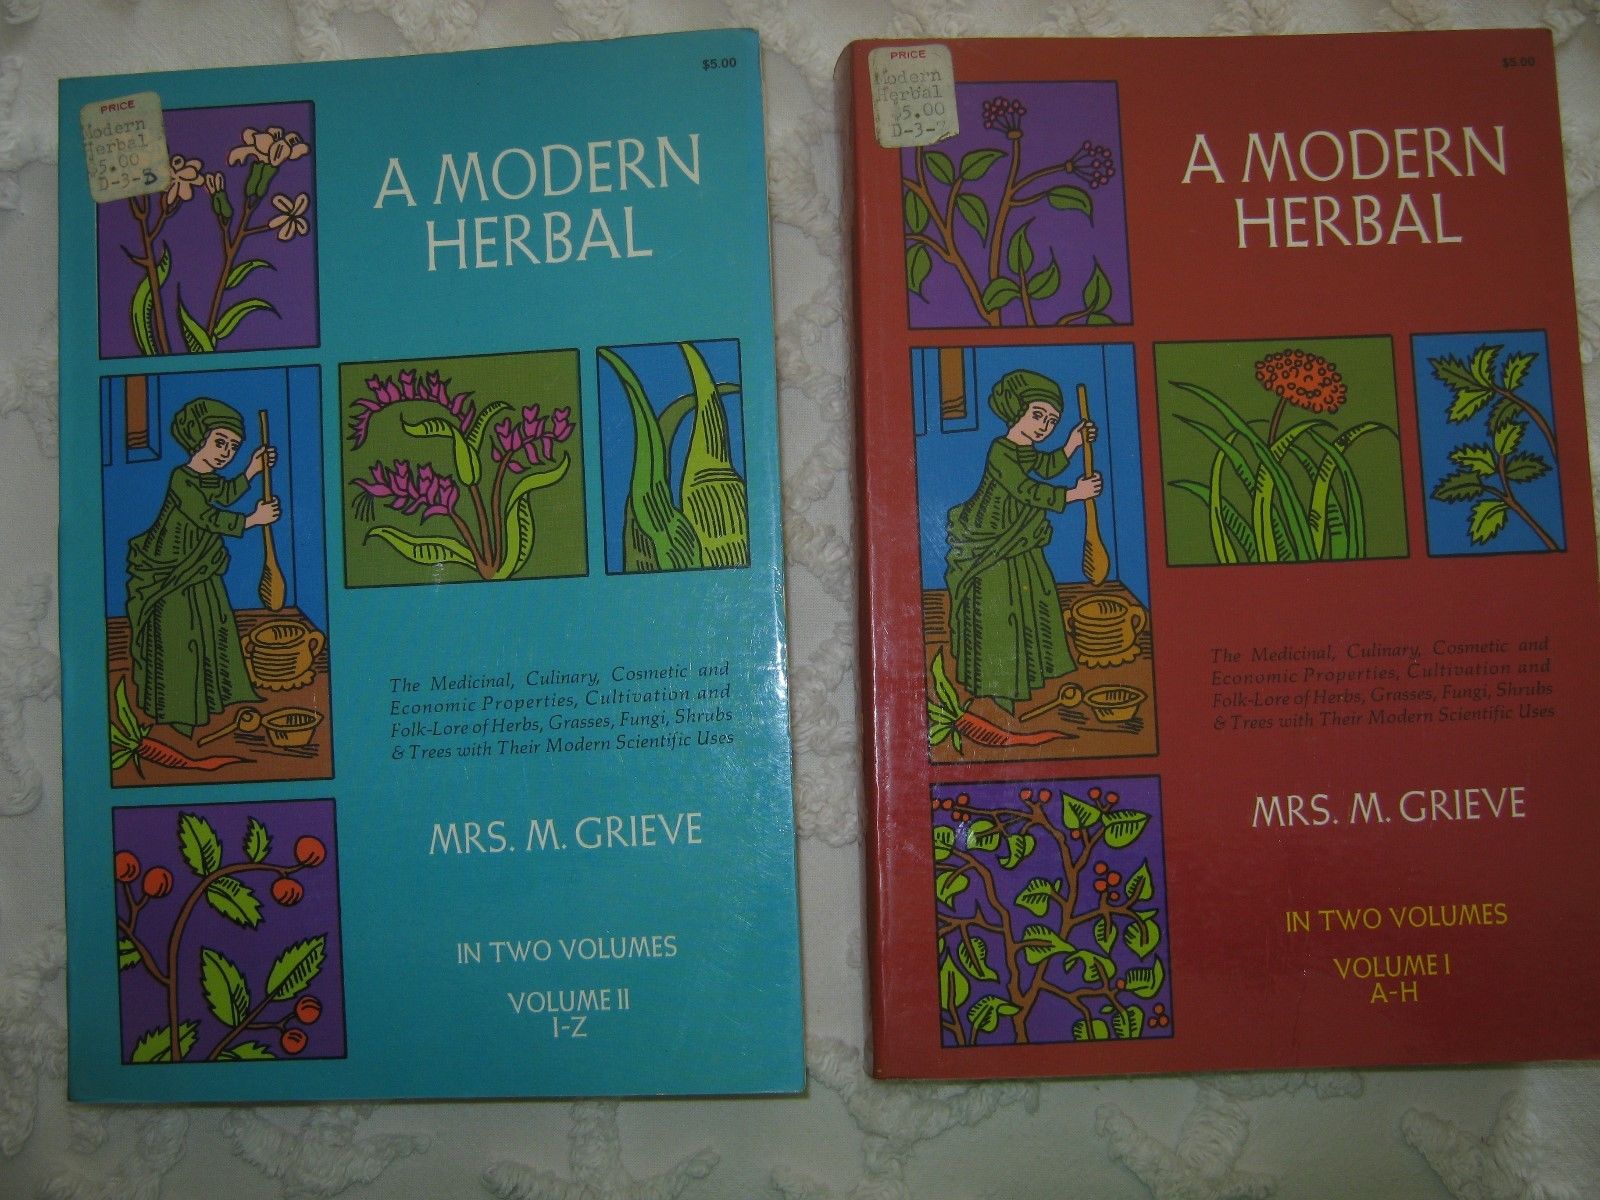 $5.00
PRICE
Modern
Herbal
$5.00
D-3-8
A MODERN
HERBAL
The Medicinal, Culinary, Cosmetic and
Economic Properties, Cultivation and
Folk-Lore of Herbs, Grasses, Fungi, Shrubs
& Trees with Their Modern Scientific Uses
MRS. M. GRIEVE
IN TWO VOLUMES
VOLUME II
I-Z
$5.00
PRICE
Modern
Herbal
$5.00
A MODERN
HERBAL
The Medicinal, Culinary, Cosmetic and
Economic Properties, Cultivation and
Folk-Lore of Herbs, Grasses, Fungi, Shrubs
& Trees with Their Modern Scientific Uses
MRS. M. GRIEVE
IN TWO VOLUMES
VOLUME I
A-H